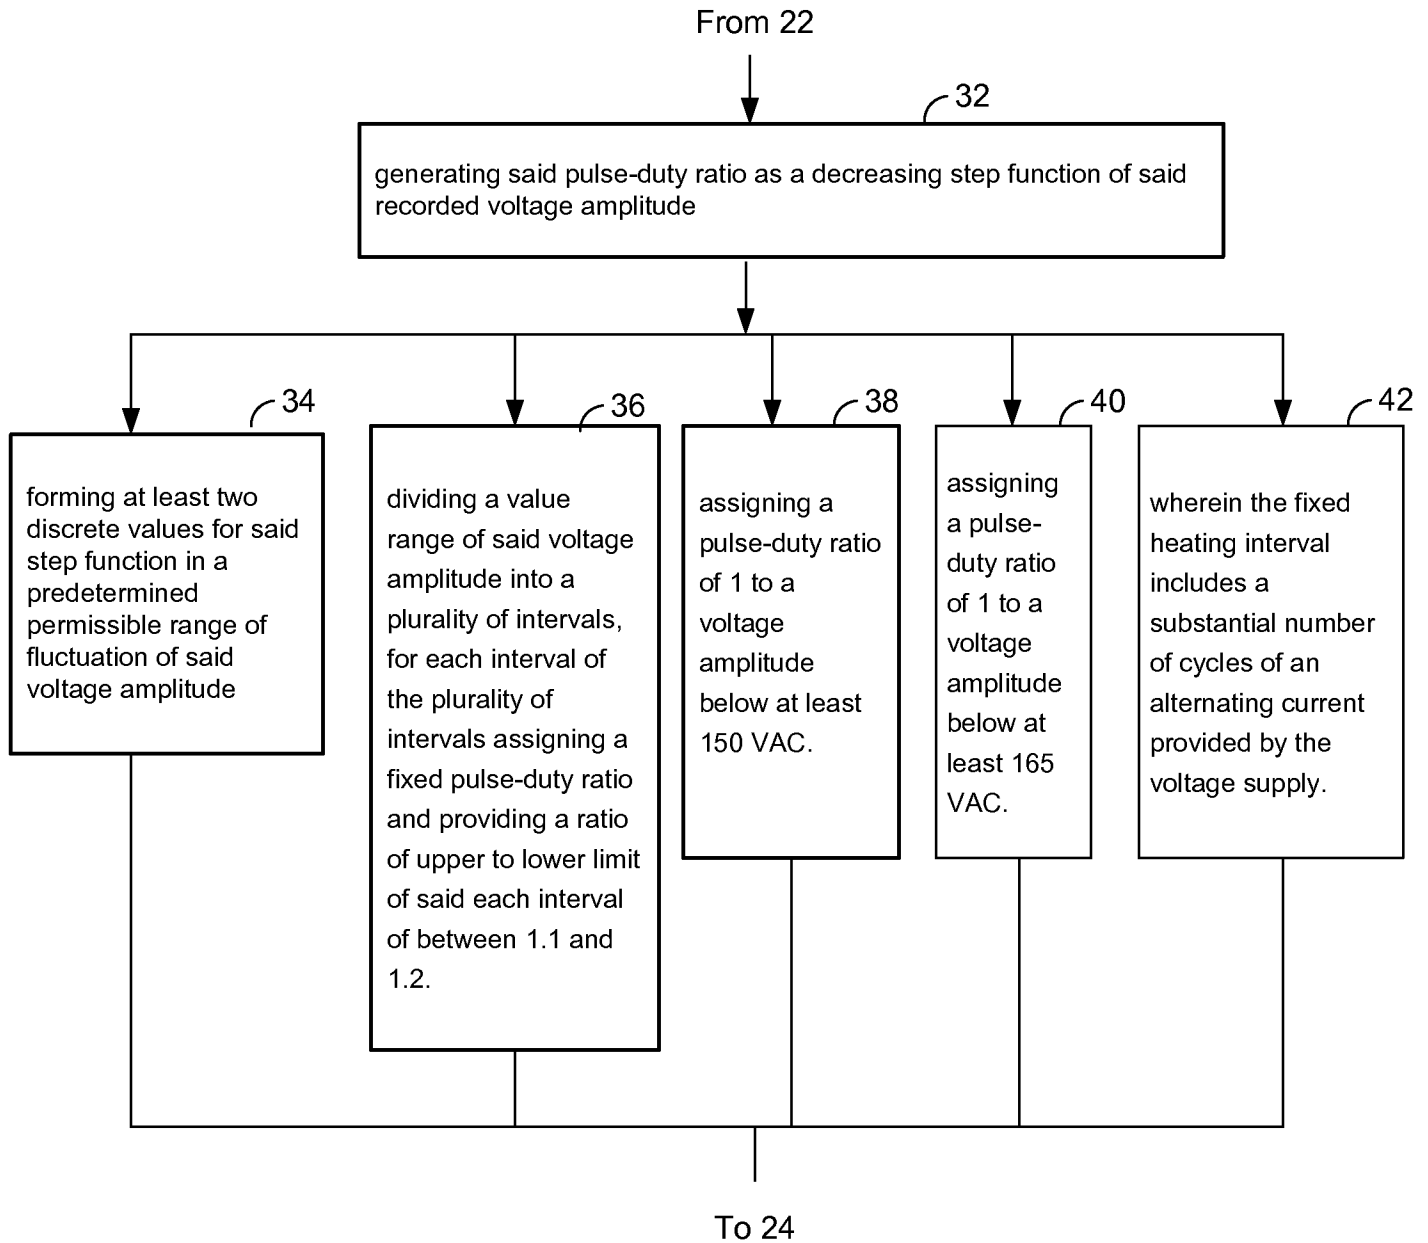 From 22
32
generating said pulse-duty ratio as a decreasing step function of said
recorded voltage amplitude
34
forming at least two
discrete values for said
step function in a
predetermined
permissible range of
fluctuation of said
voltage amplitude
36
dividing a value
range of said voltage
amplitude into a
plurality of intervals,
for each interval of
the plurality of
intervals assigning a
fixed pulse-duty ratio
and providing a ratio
of upper to lower limit
of said each interval
of between 1.1 and
1.2.
38
assigning a
pulse-duty ratio
of 1 to a
voltage
amplitude
below at least
150 VAC.
40
assigning
a pulse-
duty ratio
of 1 to a
voltage
amplitude
below at
least 165
VAC.
42
wherein the fixed
heating interval
includes a
substantial number
of cycles of an
alternating current
provided by the
voltage supply.
To 24